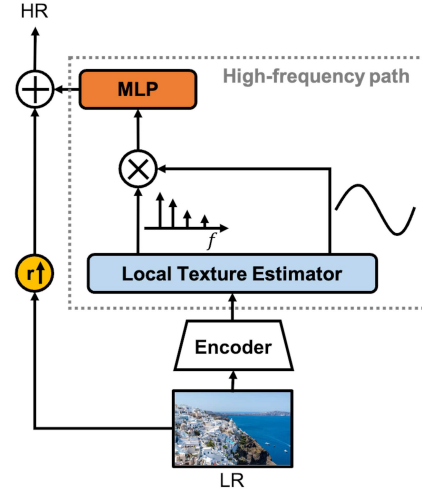 HR
High-frequency path
MLP
f
r↑
Local Texture Estimator
Encoder
LR